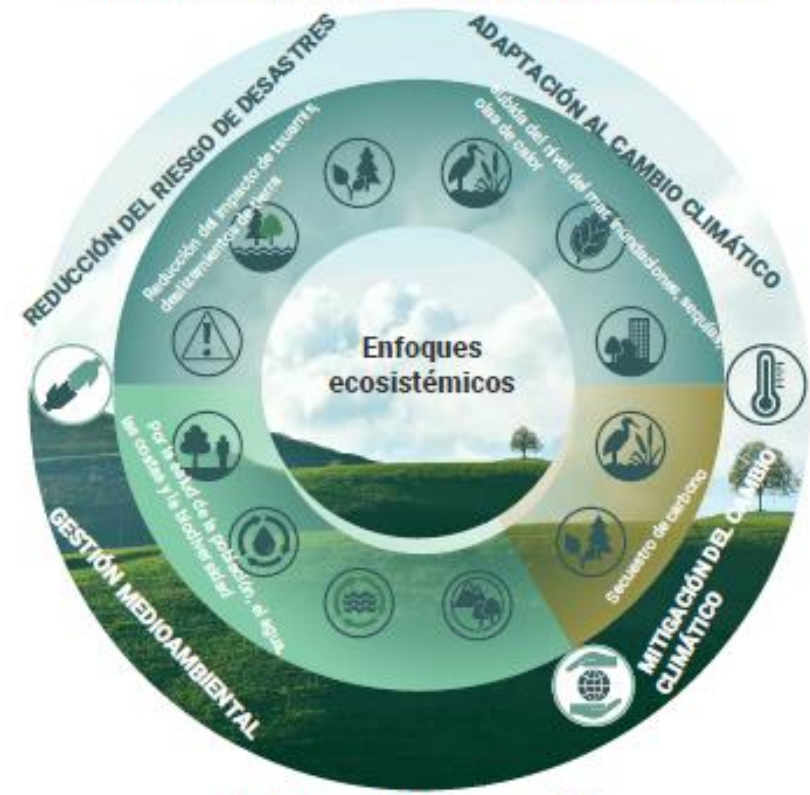 REDUCCIÓN DEL RIESGO DE DESASTRES
ADAPTACIÓN AL CAMBIO CLIMÁTICO
Reducción del impacto de tsunamis,
deslizamientos de tierra
Subida del nivel del mar, inundaciones, sequías,
olas de calor
Enfoques
ecosistémicos
Por la salud de la población, el agua,
las costas y la biodiversidad
Secuestro de carbono
GESTIÓN MEDIOAMBIENTAL
MITIGACIÓN DEL CAMBIO
CLIMÁTICO